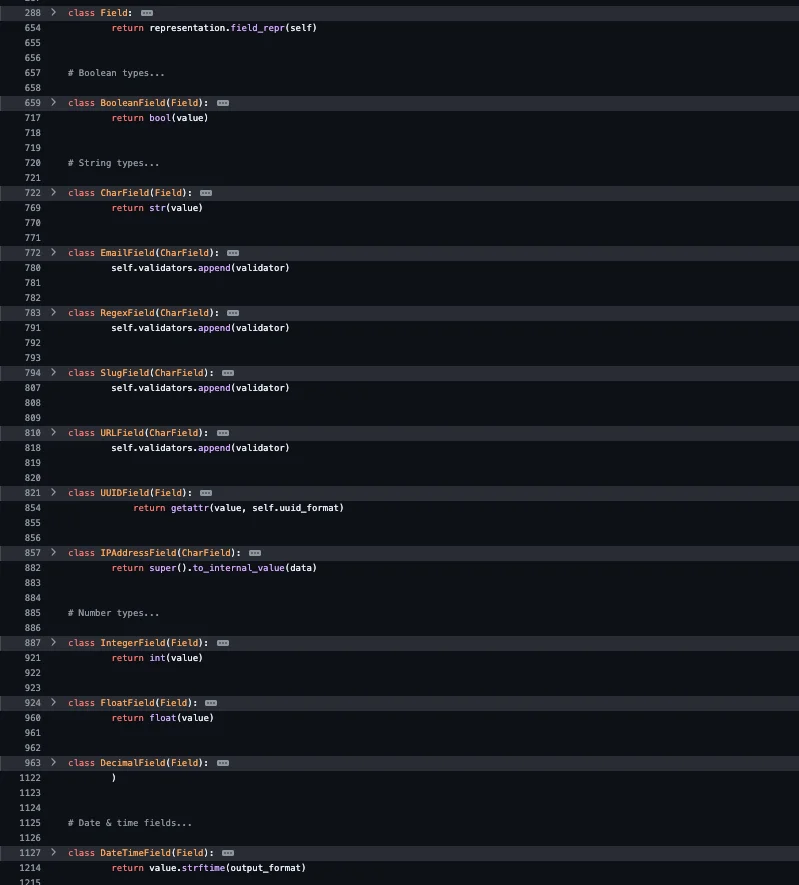 288 class Field:
654 return representation.field_repr(self)
655
656
657 # Boolean types...
658
659 class BooleanField(Field):
717 return bool(value)
718
719
720 # String types...
721
722 class CharField(Field):
769 return str(value)
770
771
772 class EmailField(CharField):
780 self.validators.append(validator)
781
782
783 class RegexField(CharField):
791 self.validators.append(validator)
792
793
794 class SlugField(CharField):
807 self.validators.append(validator)
808
809
810 class URLField(CharField):
818 self.validators.append(validator)
819
820
821 class UUIDField(Field):
854 return getattr(value, self.uuid_format)
855
856
857 class IPAddressField(CharField):
882 return super().to_internal_value(data)
883
884
885 # Number types...
886
887 class IntegerField(Field):
921 return int(value)
922
923
924 class FloatField(Field):
960 return float(value)
961
962
963 class DecimalField(Field):
1122 )
1123
1124
1125 # Date & time fields...
1126
1127 class DateTimeField(Field):
1214 return value.strftime(output_format)
1215